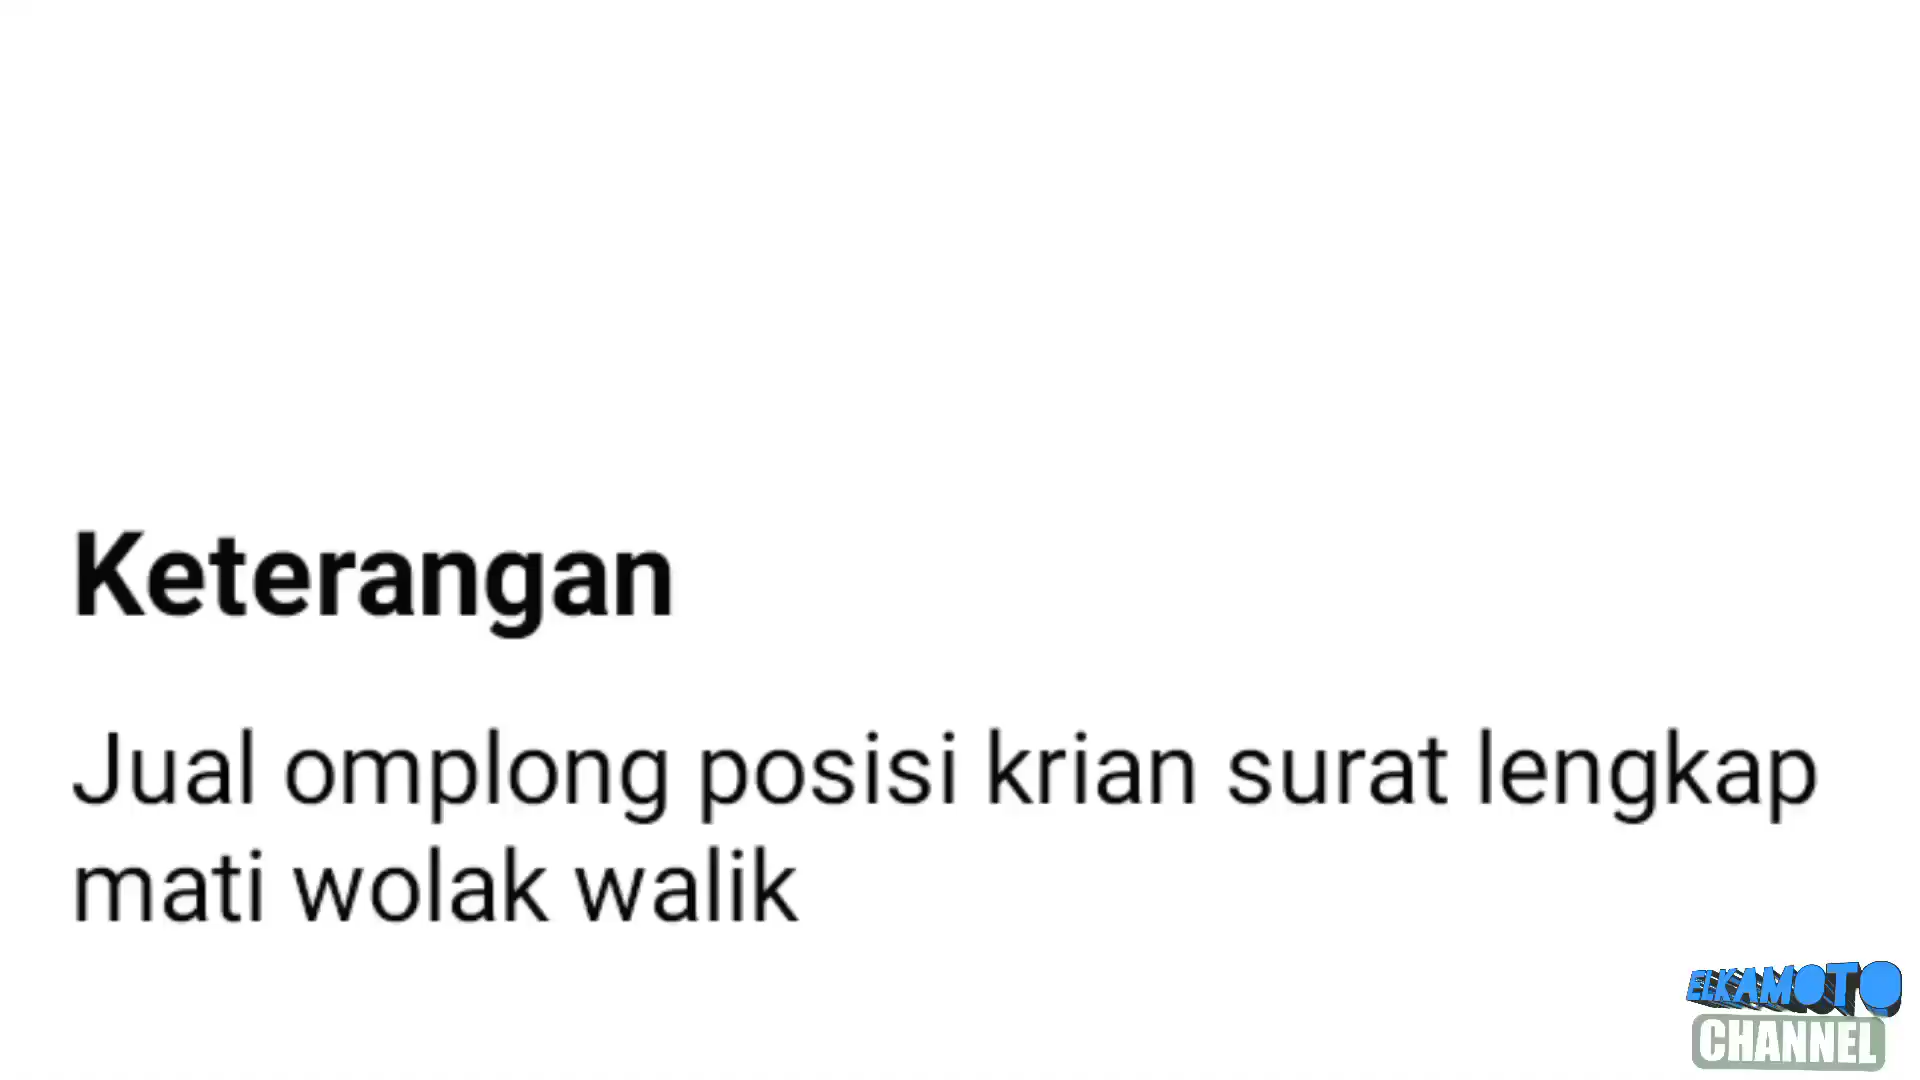 Keterangan
Jual omplong posisi krian surat lengkap
mati wolak walik
ELKAMOTO
CHANNEL